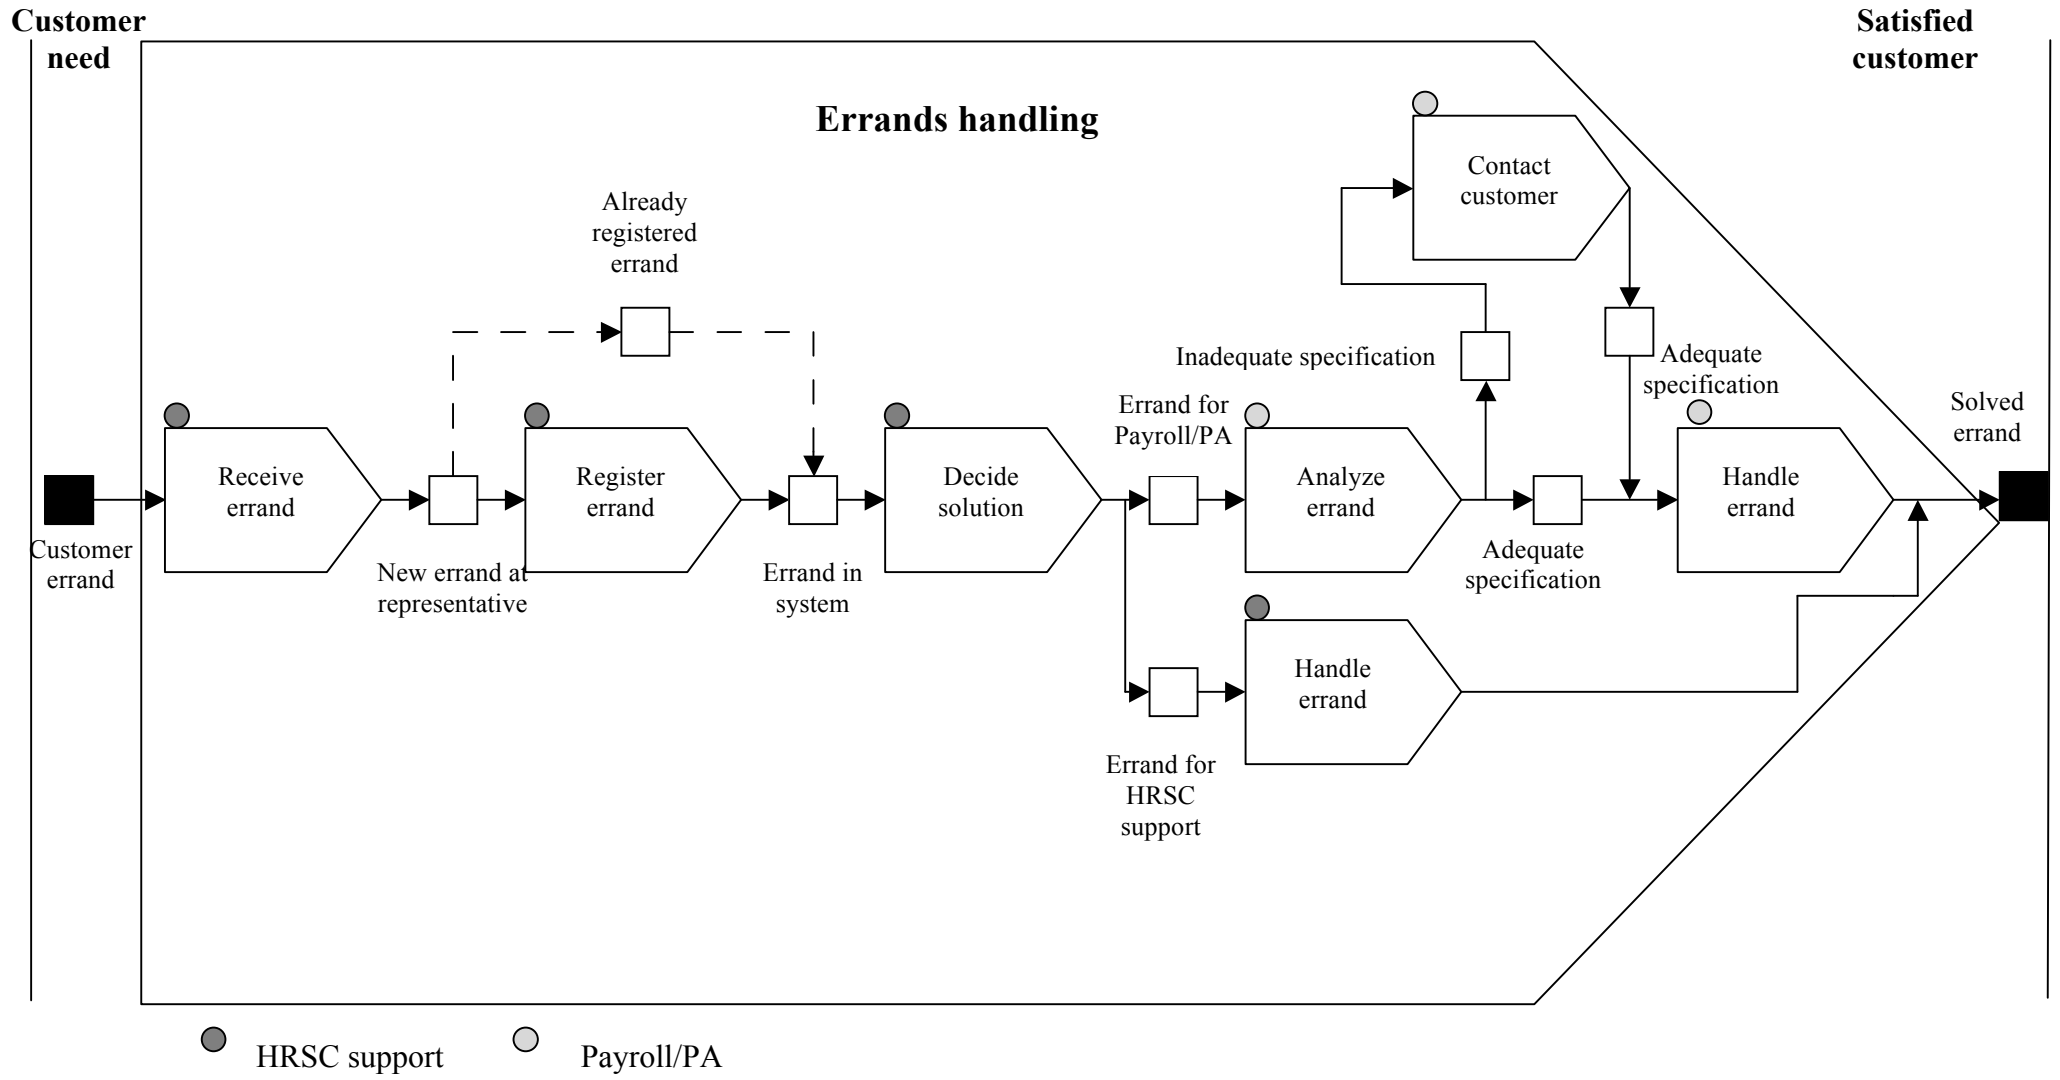 Customer
need
Satisfied
customer
Errands handling
Contact
customer
Already
registered
errand
Inadequate specification
Adequate
specification
Errand for
Payroll/PA
Solved
errand
Receive
errand
Register
errand
Decide
solution
Analyze
errand
Handle
errand
Customer
errand
New errand at
representative
Errand in
system
Adequate
specification
Handle
errand
Errand for
HRSC
support
HRSC support
Payroll/PA